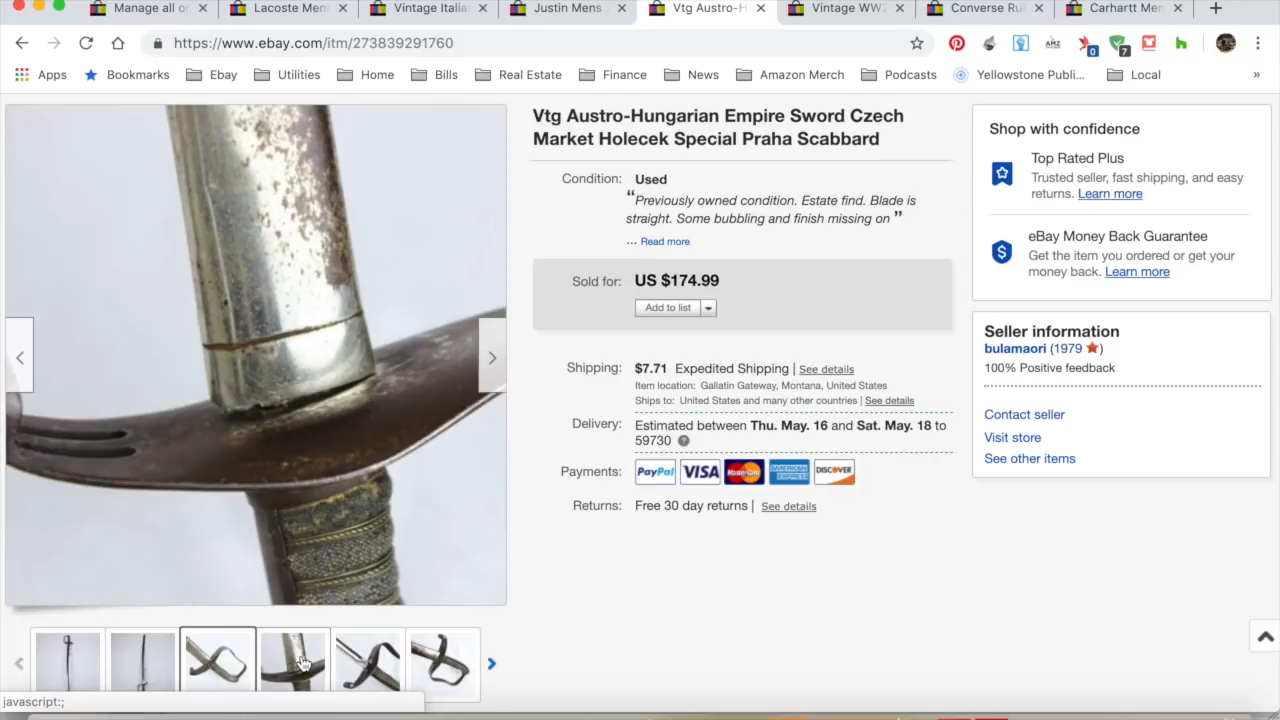 Manage all or
Lacoste Men
Vintage Italia
Justin Mens
Vtg Austro-H
Vintage WW2
Converse Ru
Carhartt Men
https://www.ebay.com/itm/273839291760
0
7
Apps
Bookmarks
Ebay
Utilities
Home
Bills
Real Estate
Finance
News
Amazon Merch
Podcasts
Yellowstone Publi...
Local
»
Vtg Austro-Hungarian Empire Sword Czech
Market Holecek Special Praha Scabbard
Condition: Used
“Previously owned condition. Estate find. Blade is
straight. Some bubbling and finish missing on ”
... Read more
Sold for: US $174.99
Add to list
Shipping: $7.71 Expedited Shipping | See details
Item location: Gallatin Gateway, Montana, United States
Ships to: United States and many other countries | See details
Delivery: Estimated between Thu. May. 16 and Sat. May. 18 to
59730 ?
Payments: PayPal VISA MasterCard AMERICAN EXPRESS DISCOVER
Returns: Free 30 day returns | See details
Shop with confidence
Top Rated Plus
Trusted seller, fast shipping, and easy
returns. Learn more
eBay Money Back Guarantee
Get the item you ordered or get your
money back. Learn more
Seller information
bulamaori (1979 ★)
100% Positive feedback
Contact seller
Visit store
See other items
javascript:;